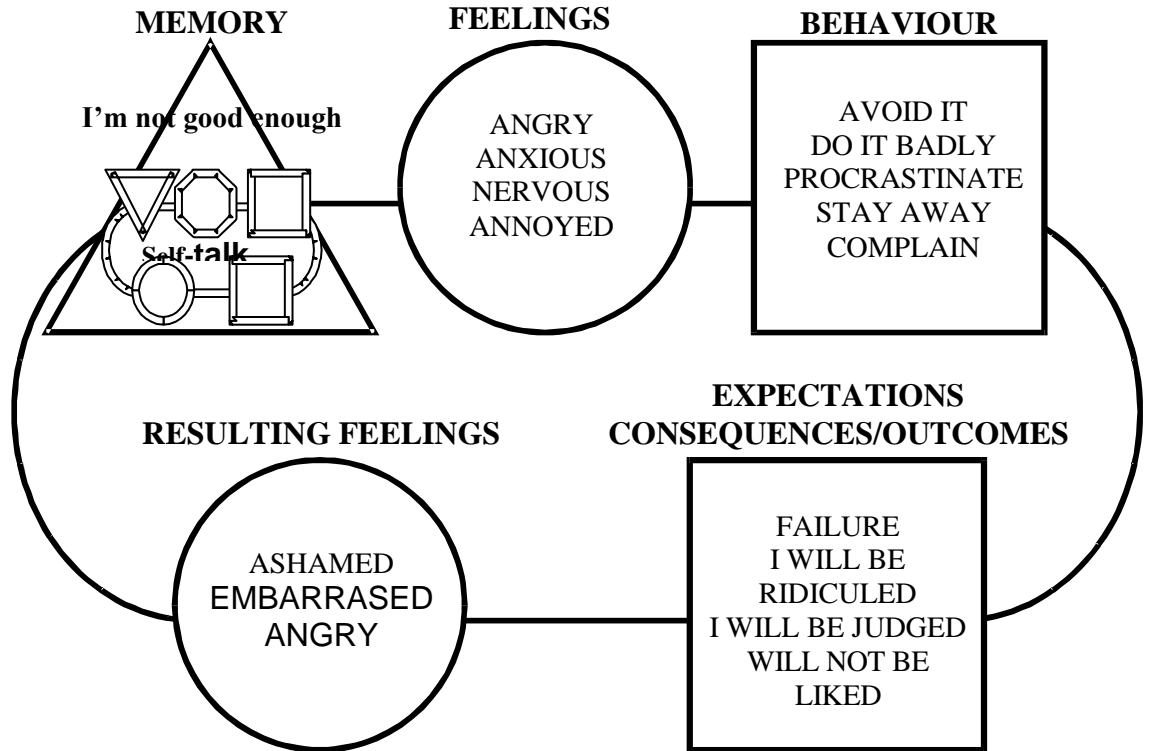 MEMORY
I'm not good enough
Self-talk
FEELINGS
ANGRY
ANXIOUS
NERVOUS
ANNOYED
BEHAVIOUR
AVOID IT
DO IT BADLY
PROCRASTINATE
STAY AWAY
COMPLAIN
EXPECTATIONS
CONSEQUENCES/OUTCOMES
FAILURE
I WILL BE
RIDICULED
I WILL BE JUDGED
WILL NOT BE
LIKED
RESULTING FEELINGS
ASHAMED
EMBARRASED
ANGRY